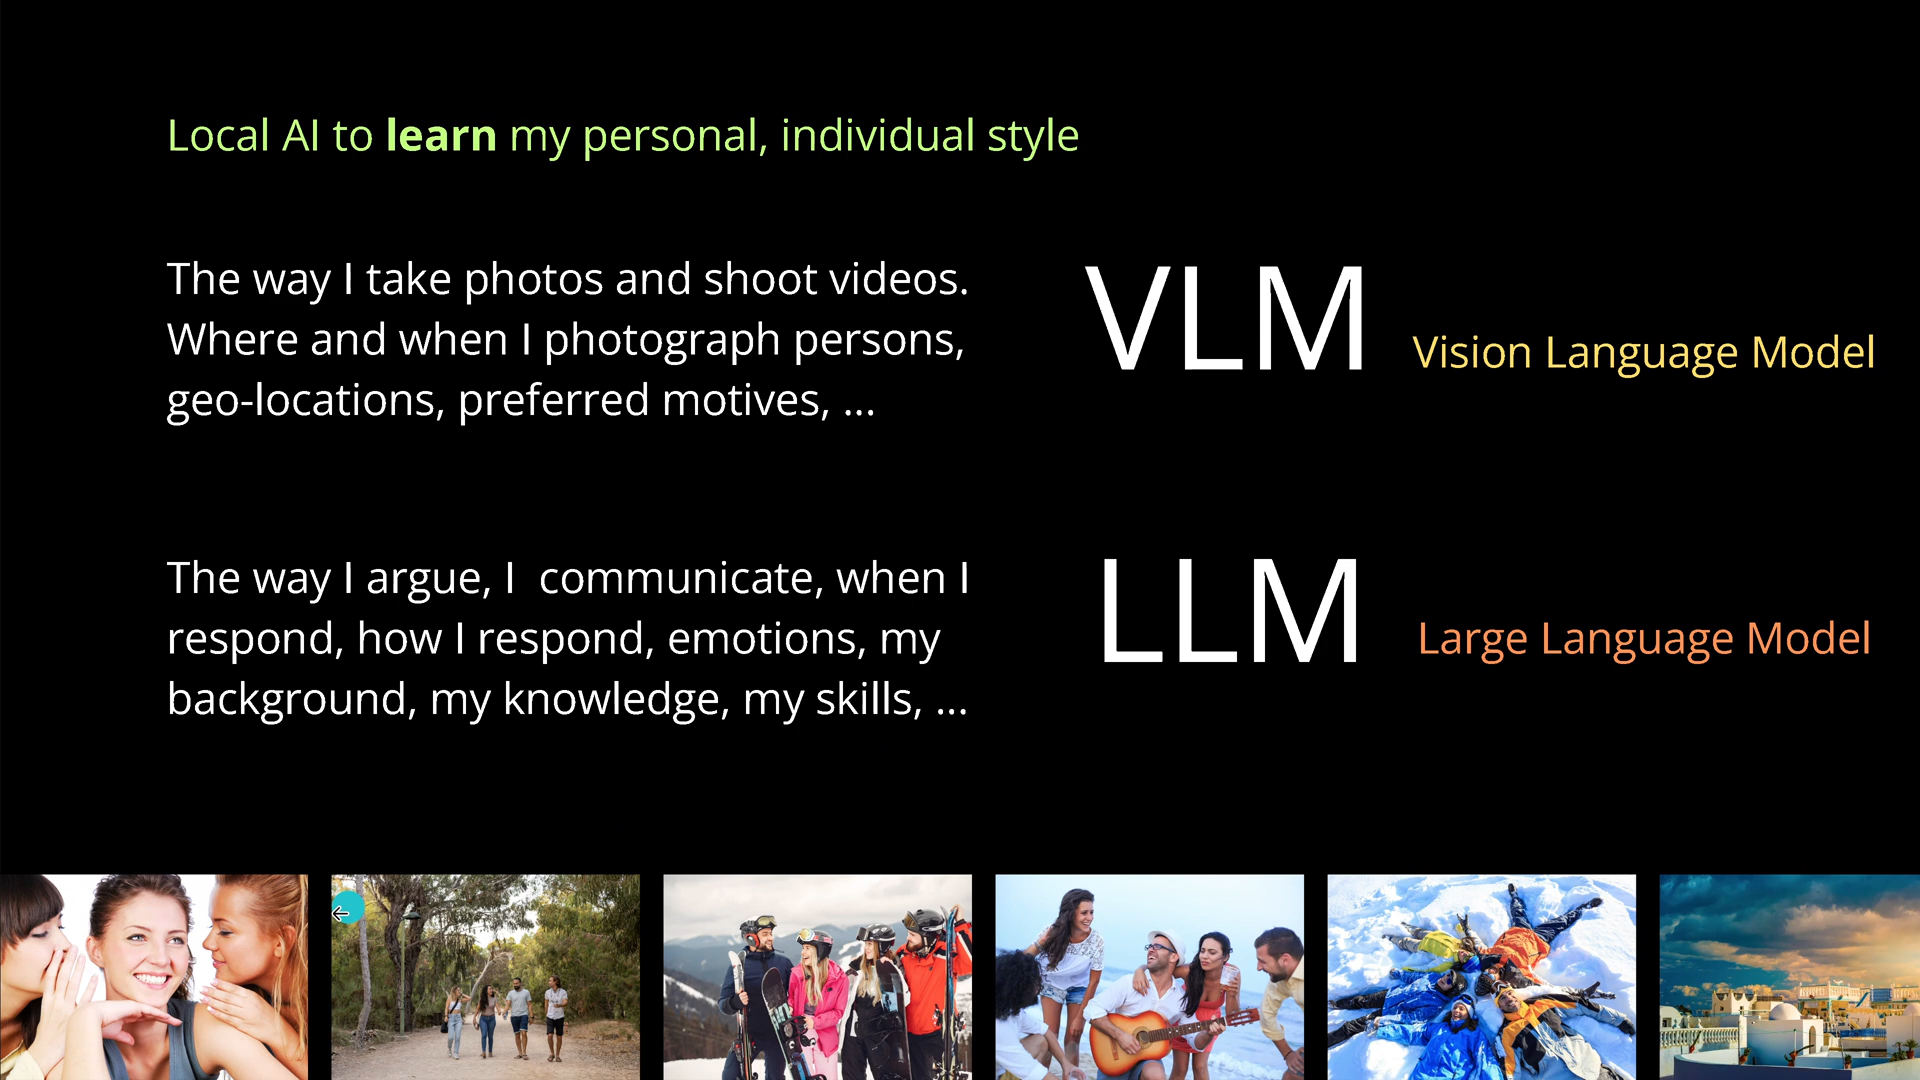 Local AI to learn my personal, individual style
The way I take photos and shoot videos.
Where and when I photograph persons,
geo-locations, preferred motives, ...
VLM
Vision Language Model
The way I argue, I  communicate, when I
respond, how I respond, emotions, my
background, my knowledge, my skills, ...
LLM
Large Language Model